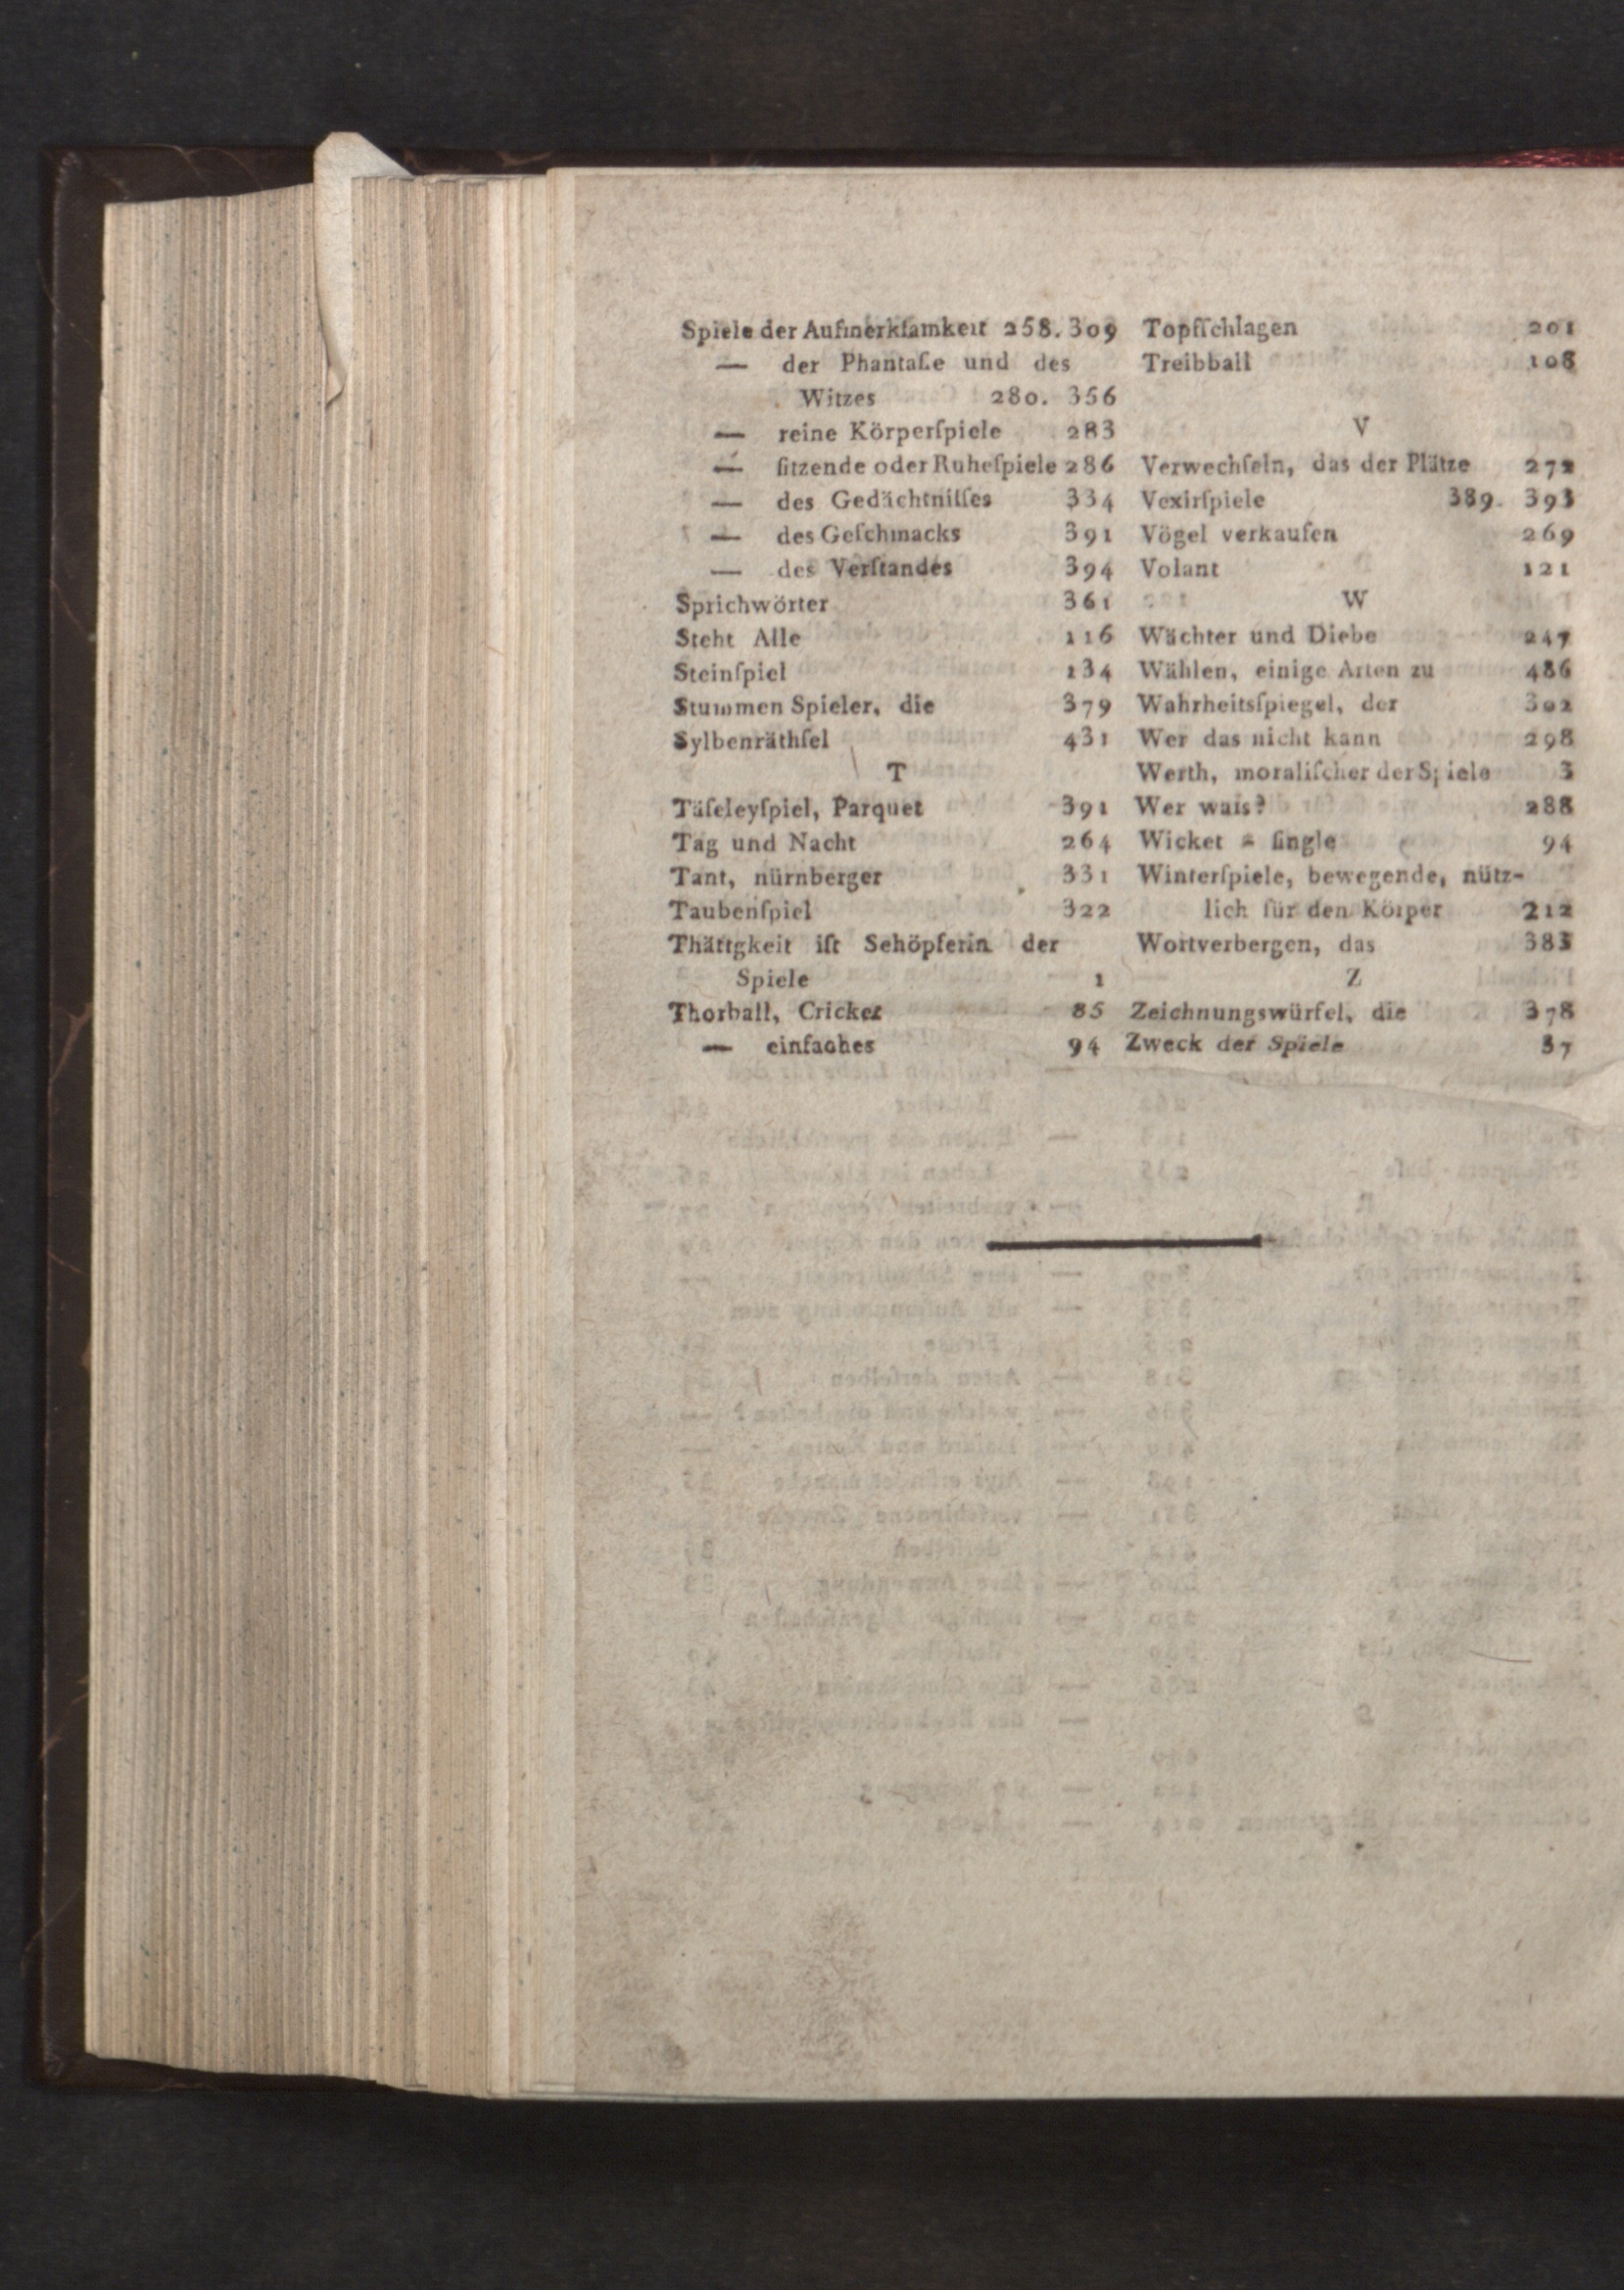 Spiele der Aufmerkſamkeit 258. 309
— der Phantaſie und des
Witzes 280. 356
— reine Körperſpiele 283
— ſitzende oder Ruheſpiele 286
— des Gedächtniſſes 334
— des Geſchmacks 391
— des Verſtandes 394
Sprichwörter 361
Steht Alle 116
Steinſpiel 134
Stummen Spieler, die 379
Sylbenräthſel 431
T
Täfeleyſpiel, Parquet 391
Tag und Nacht 264
Tant, nürnberger 331
Taubenſpiel 322
Thättgkeit iſt Sehöpferin der
Spiele 1
Thorball, Cricket 85
— einfaches 94
Topfſchlagen 201
Treibball 108
V
Verwechſeln, das der Plätze 272
Vexirſpiele 389. 393
Vögel verkaufen 269
Volant 121
W
Wächter und Diebe 247
Wählen, einige Arten zu 486
Wahrheitsſpiegel, der 302
Wer das nicht kann 298
Werth, moraliſcher der Spiele 3
Wer wais? 288
Wicket = ſingle 94
Winterſpiele, bewegende, nütz-
lich für den Körper 212
Wortverbergen, das 383
Z
Zeichnungswürfel, die 378
Zweck der Spiele 37